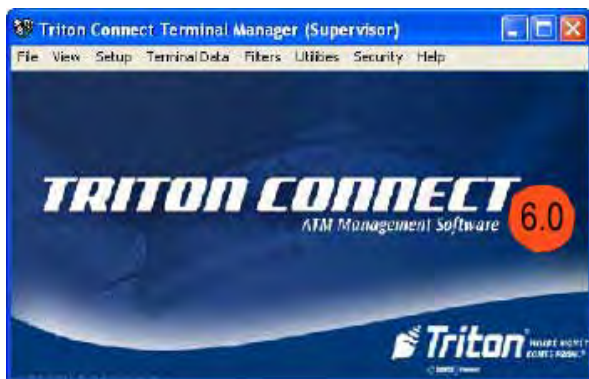 Triton Connect Terminal Manager (Supervisor)
File View Setup Terminal Data Filters Utilities Security Help
TRITON CONNECT
6.0
ATM Management Software
Triton